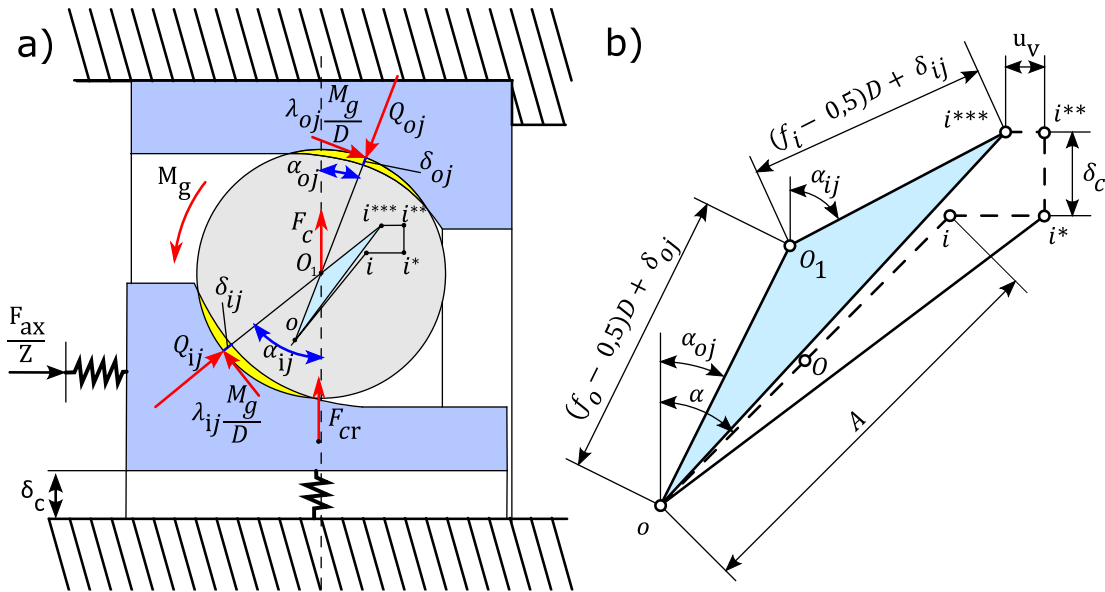 a)
λoj Mg/D
Qoj
αoj
δoj
Mg
Fc
i***
i**
O1
i
i*
δij
o
Fax/Z
Qij
αij
λij Mg/D
Fcr
δc
b)
uv
(fi − 0,5)D + δij
i***
i**
αij
δc
i
i*
O1
(fo − 0,5)D + δoj
αoj
O
α
A
o